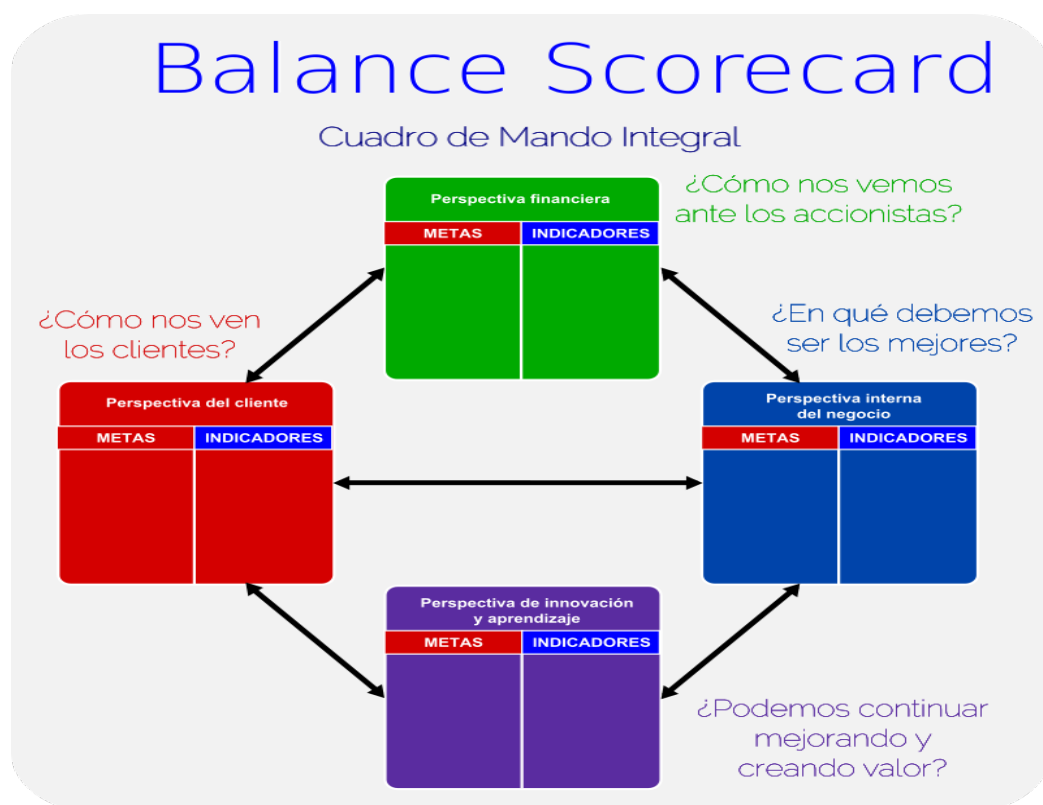 Balance Scorecard
Cuadro de Mando Integral
Perspectiva financiera
METAS INDICADORES
¿Cómo nos vemos
ante los accionistas?
¿Cómo nos ven
los clientes?
Perspectiva del cliente
METAS INDICADORES
¿En qué debemos
ser los mejores?
Perspectiva interna
del negocio
METAS INDICADORES
Perspectiva de innovación
y aprendizaje
METAS INDICADORES
¿Podemos continuar
mejorando y
creando valor?